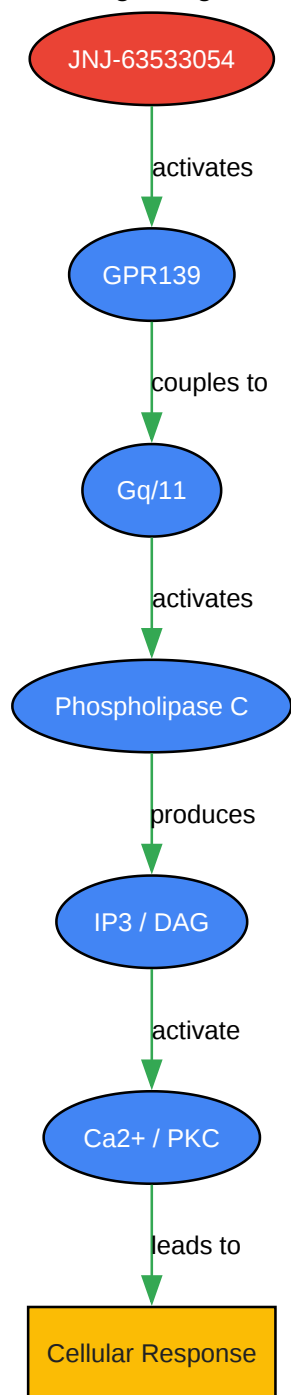 JNJ-63533054
activates
GPR139
couples to
Gq/11
activates
Phospholipase C
produces
IP3 / DAG
activate
Ca2+ / PKC
leads to
Cellular Response